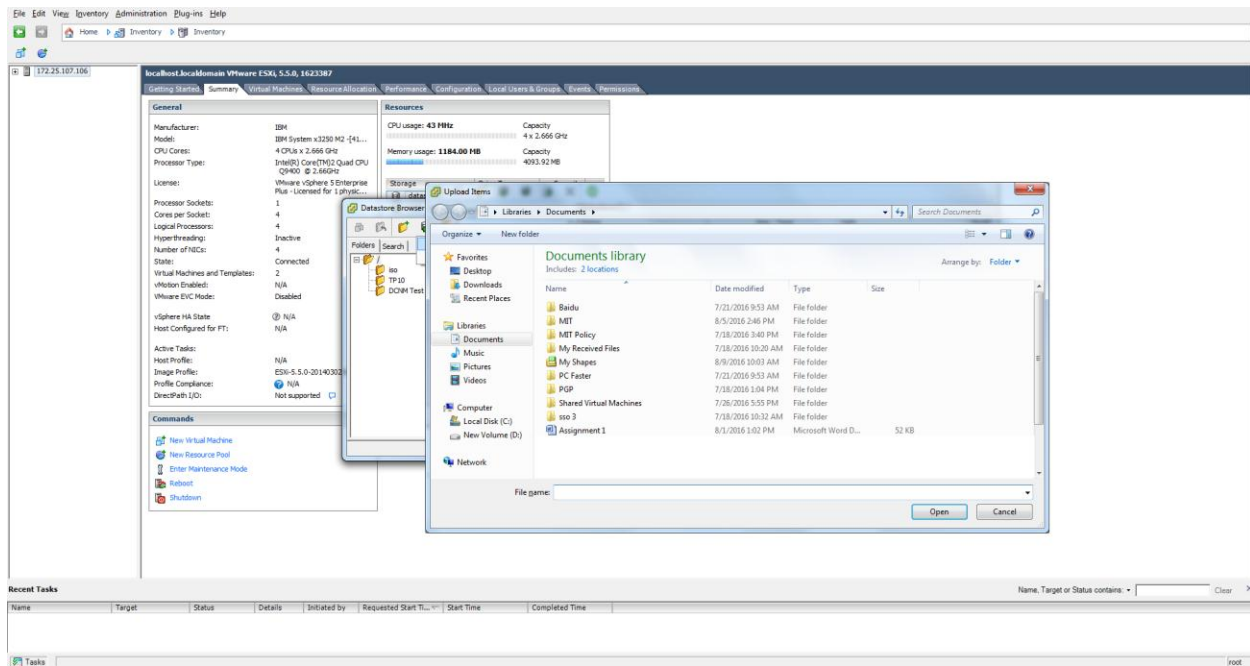 File Edit View Inventory Administration Plug-ins Help
Home Inventory Inventory
172.25.107.106
localhost.localdomain VMware ESXi, 5.5.0, 1623387
Getting Started Summary Virtual Machines Resource Allocation Performance Configuration Local Users & Groups Events Permissions
General
Manufacturer: IBM
Model: IBM System x3250 M2 -[41...
CPU Cores: 4 CPUs x 2.666 GHz
Processor Type: Intel(R) Core(TM)2 Quad CPU
Q9400 @ 2.66GHz
License: VMware vSphere 5 Enterprise
Plus - Licensed for 1 physic...
Processor Sockets: 1
Cores per Socket: 4
Logical Processors: 4
Hyperthreading: Inactive
Number of NICs: 4
State: Connected
Virtual Machines and Templates: 2
vMotion Enabled: N/A
VMware EVC Mode: Disabled
vSphere HA State N/A
Host Configured for FT: N/A
Active Tasks:
Host Profile: N/A
Image Profile: ESXi-5.5.0-20140302
Profile Compliance: N/A
DirectPath I/O: Not supported
Commands
New Virtual Machine
New Resource Pool
Enter Maintenance Mode
Reboot
Shutdown
Resources
CPU usage: 43 MHz Capacity
4 x 2.666 GHz
Memory usage: 1184.00 MB Capacity
4093.92 MB
Storage
Datastore Browser
Folders Search
/
iso
TP10
DCNM Test
Upload Items
Libraries Documents Search Documents
Organize New folder
Favorites
Desktop
Downloads
Recent Places
Libraries
Documents
Music
Pictures
Videos
Computer
Local Disk (C:)
New Volume (D:)
Network
Documents library
Includes: 2 locations
Arrange by: Folder
Name Date modified Type Size
Baidu 7/21/2016 9:53 AM File folder
MIT 8/5/2016 2:46 PM File folder
MIT Policy 7/18/2016 3:40 PM File folder
My Received Files 7/18/2016 10:20 AM File folder
My Shapes 8/9/2016 10:03 AM File folder
PC Faster 7/21/2016 9:53 AM File folder
PGP 7/18/2016 1:04 PM File folder
Shared Virtual Machines 7/26/2016 5:55 PM File folder
sso 3 7/18/2016 10:32 AM File folder
Assignment 1 8/1/2016 1:02 PM Microsoft Word D... 52 KB
File name:
Open Cancel
Recent Tasks
Name, Target or Status contains: Clear
Name Target Status Details Initiated by Requested Start Ti... Start Time Completed Time
Tasks
root